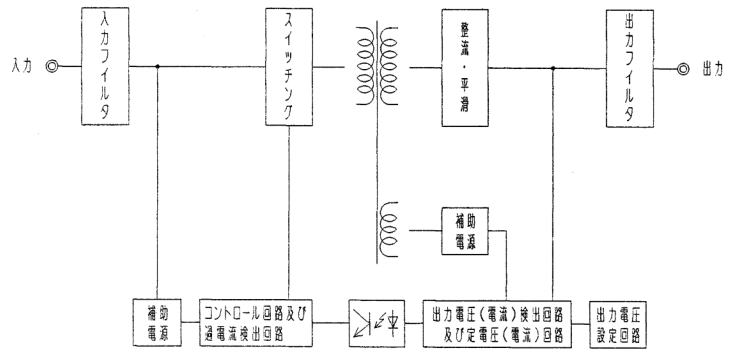 入力
入力フィルタ
スイッチング
整流・平滑
出力フィルタ
出力
補助
電源
補助
電源
コントロール回路及び
過電流検出回路
出力電圧(電流)検出回路
及び定電圧(電流)回路
出力電圧
設定回路